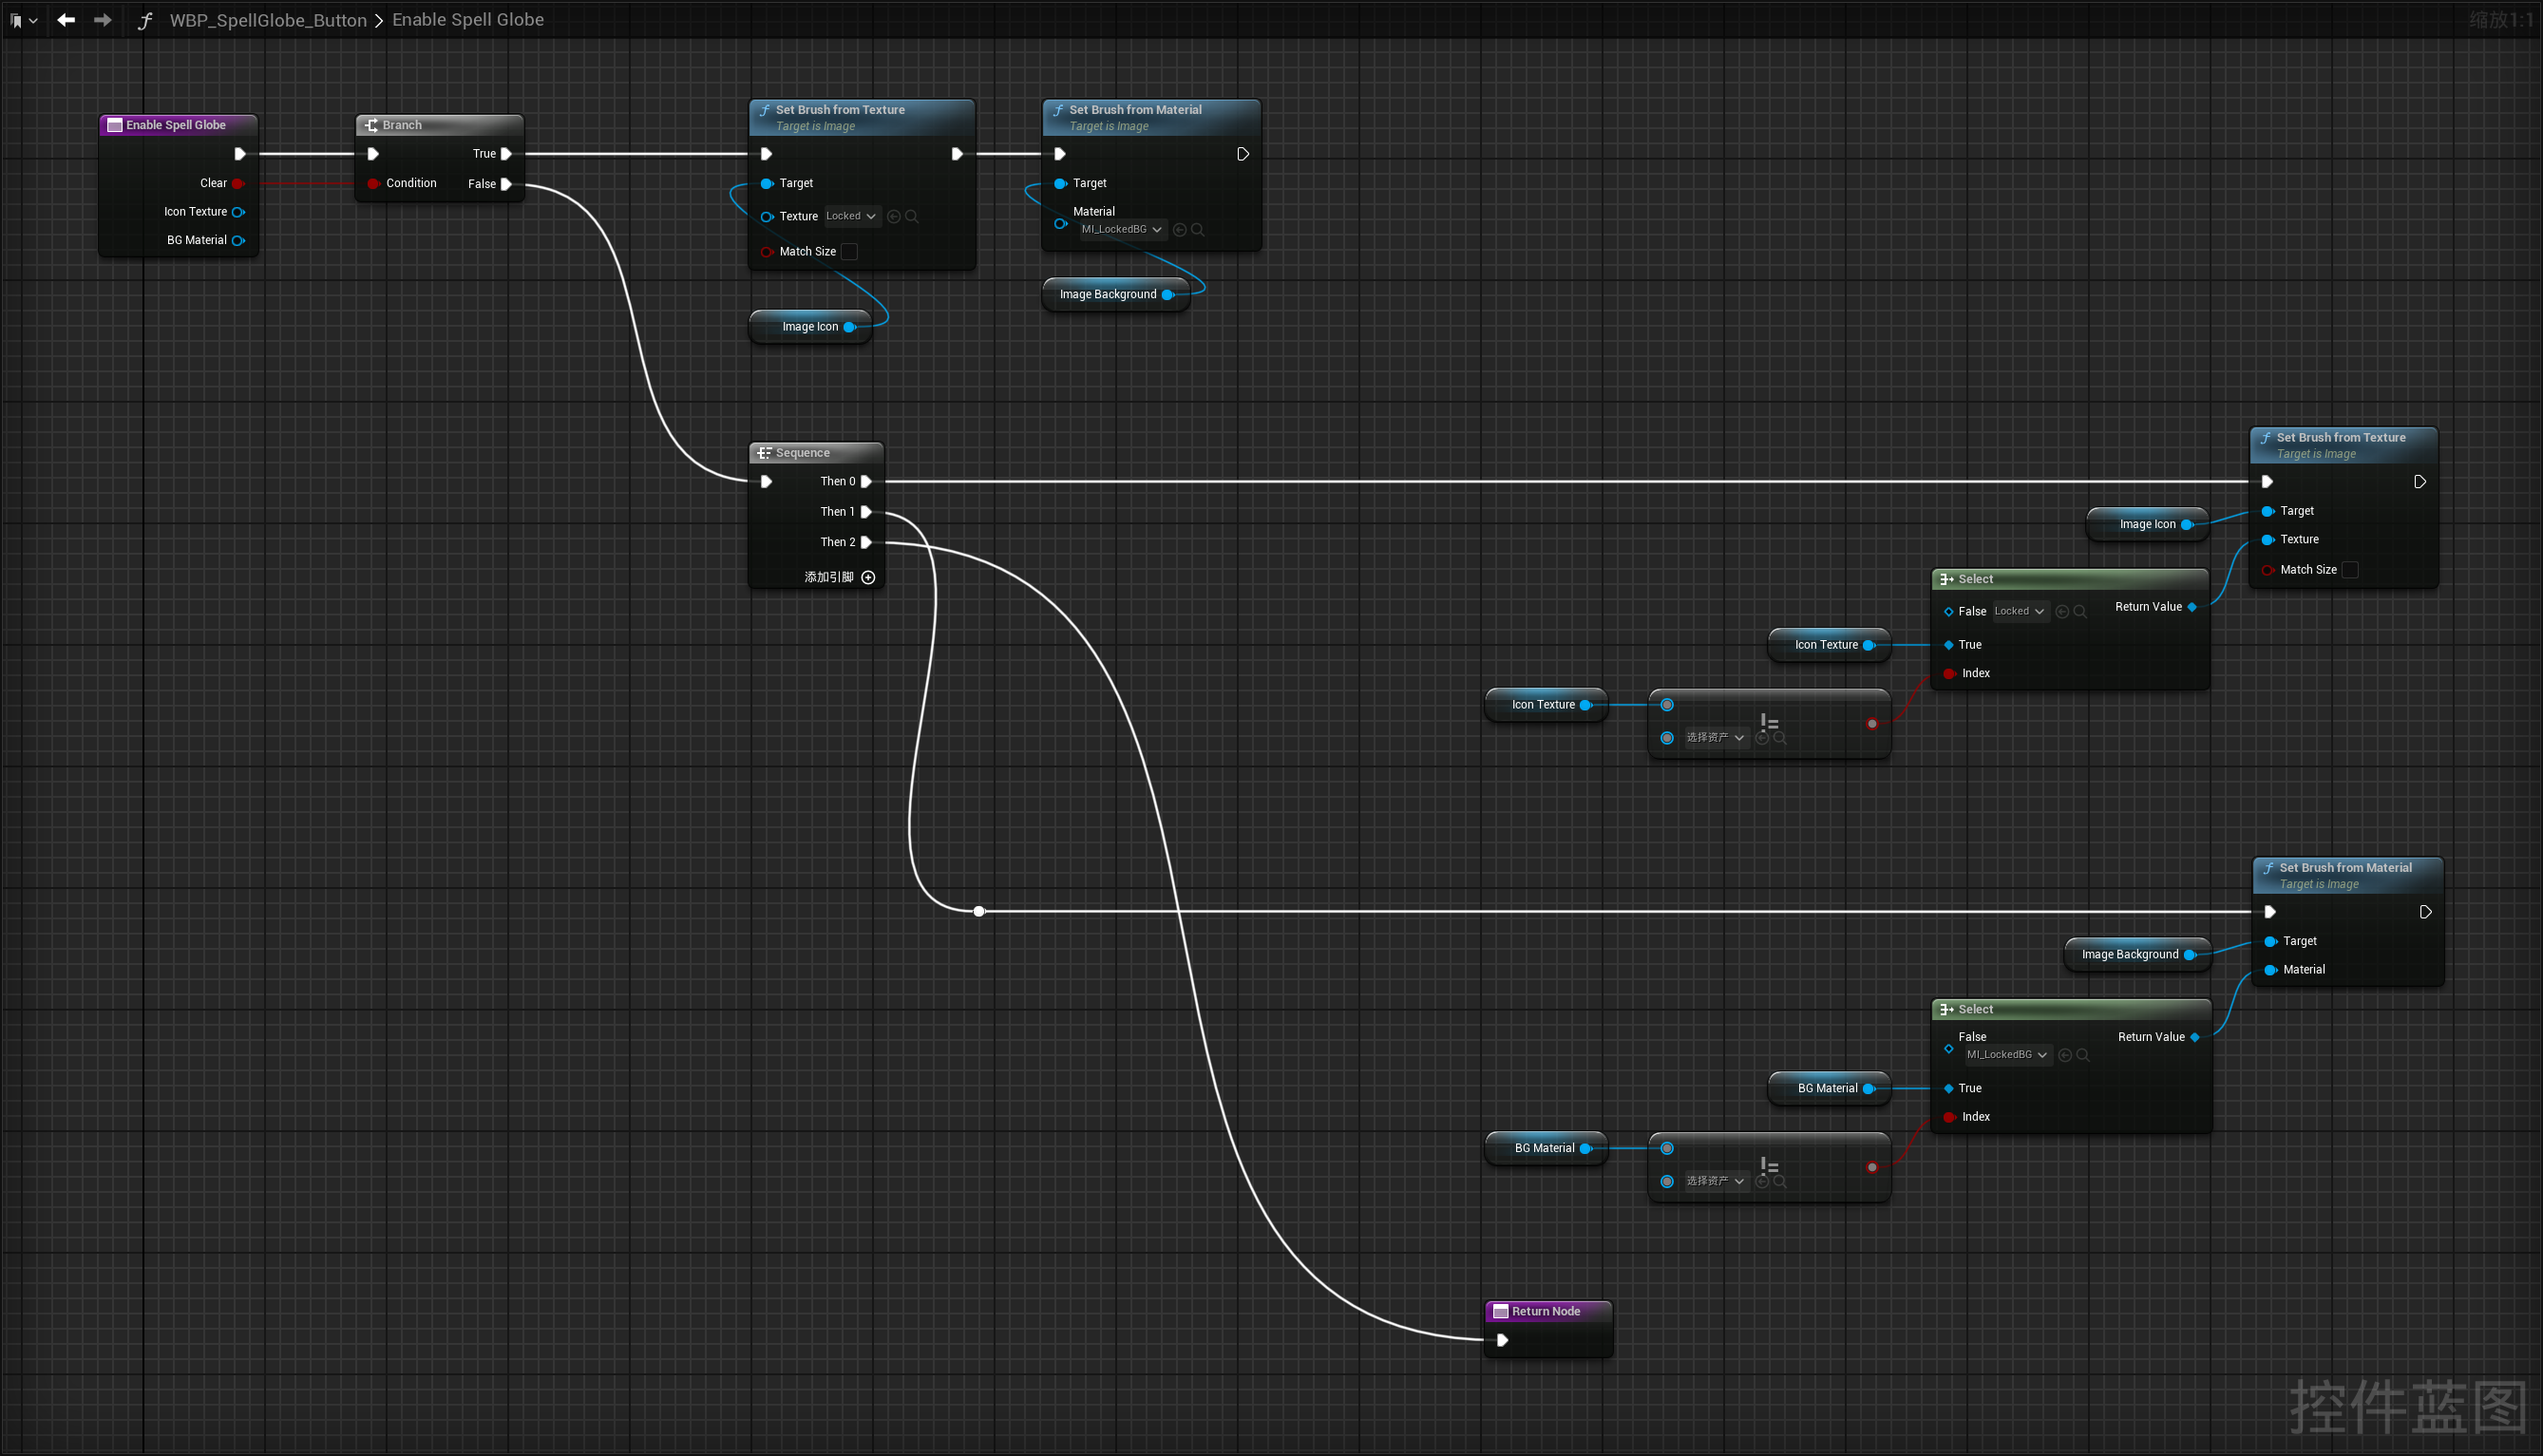 WBP_SpellGlobe_Button > Enable Spell Globe
缩放1:1
Enable Spell Globe
Clear
Icon Texture
BG Material
Branch
True
Condition
False
Set Brush from Texture
Target is Image
Target
Texture Locked
Match Size
Image Icon
Set Brush from Material
Target is Image
Target
Material
MI_LockedBG
Image Background
Sequence
Then 0
Then 1
Then 2
添加引脚
Set Brush from Texture
Target is Image
Target
Texture
Match Size
Image Icon
Select
False Locked
Return Value
True
Index
Icon Texture
Icon Texture
!=
选择资产
Set Brush from Material
Target is Image
Target
Material
Image Background
Select
False
MI_LockedBG
Return Value
True
Index
BG Material
BG Material
!=
选择资产
Return Node
控件蓝图